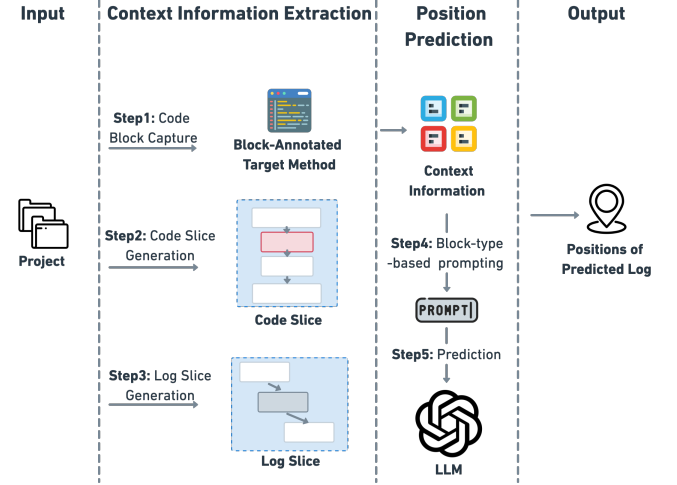 Input
Context Information Extraction
Position
Prediction
Output
Project
Step1: Code
Block Capture
Block-Annotated
Target Method
Step2: Code Slice
Generation
Code Slice
Step3: Log Slice
Generation
Log Slice
Context
Information
Step4: Block-type
-based prompting
PROMPT
Step5: Prediction
LLM
Positions of
Predicted Log